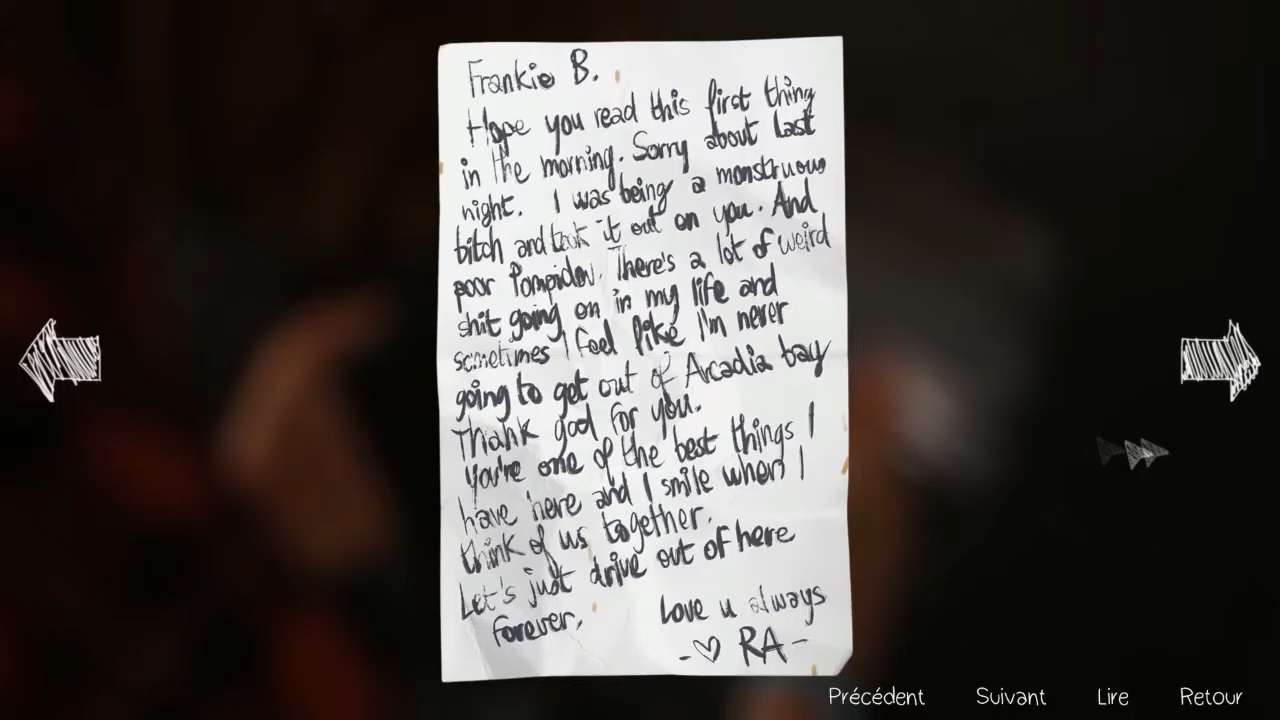 Frankie B.
Hope you read this first thing
in the morning. Sorry about last
night. I was being a monstruous
bitch and took it out on you. And
poor Pompidou. There's a lot of weird
shit going on in my life and
sometimes I feel like I'm never
going to get out of Arcadia bay
Thank god for you.
You're one of the best things I
have here and I smile when I
think of us together.
Let's just drive out of here
forever.
Love u always
-♡ RA-
Précédent Suivant Lire Retour